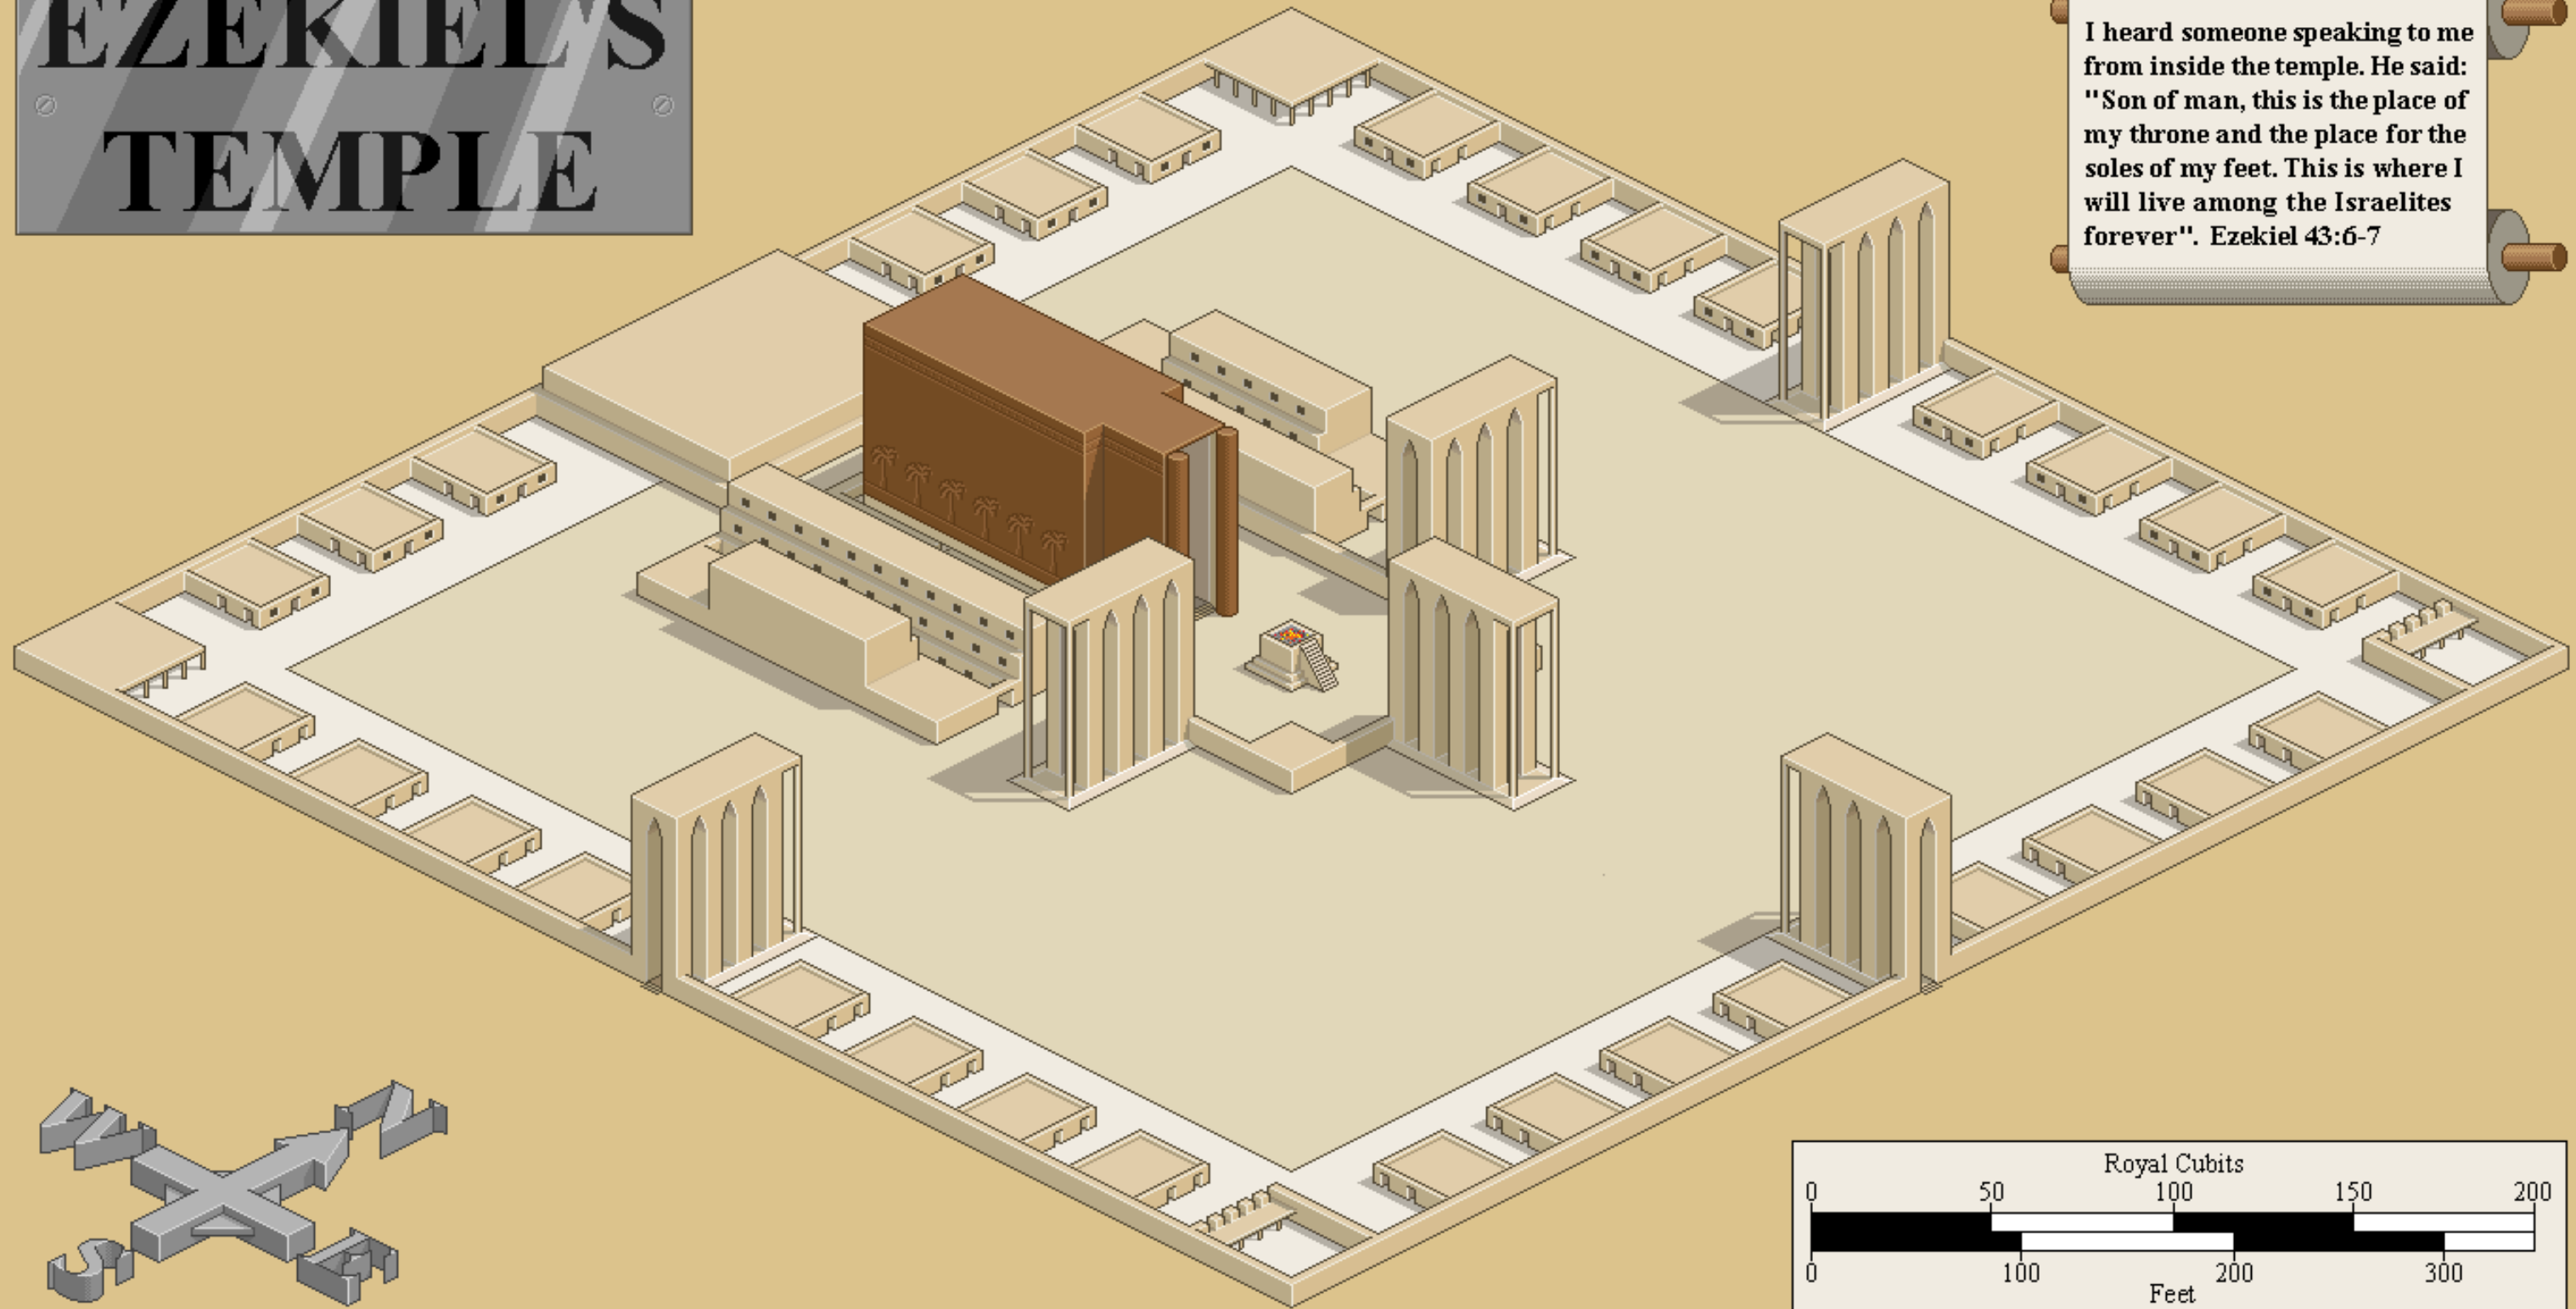 EZEKIEL'S
TEMPLE
I heard someone speaking to me
from inside the temple. He said:
"Son of man, this is the place of
my throne and the place for the
soles of my feet. This is where I
will live among the Israelites
forever". Ezekiel 43:6-7
W N
S E
Royal Cubits
0 50 100 150 200
0 100 200 300
Feet